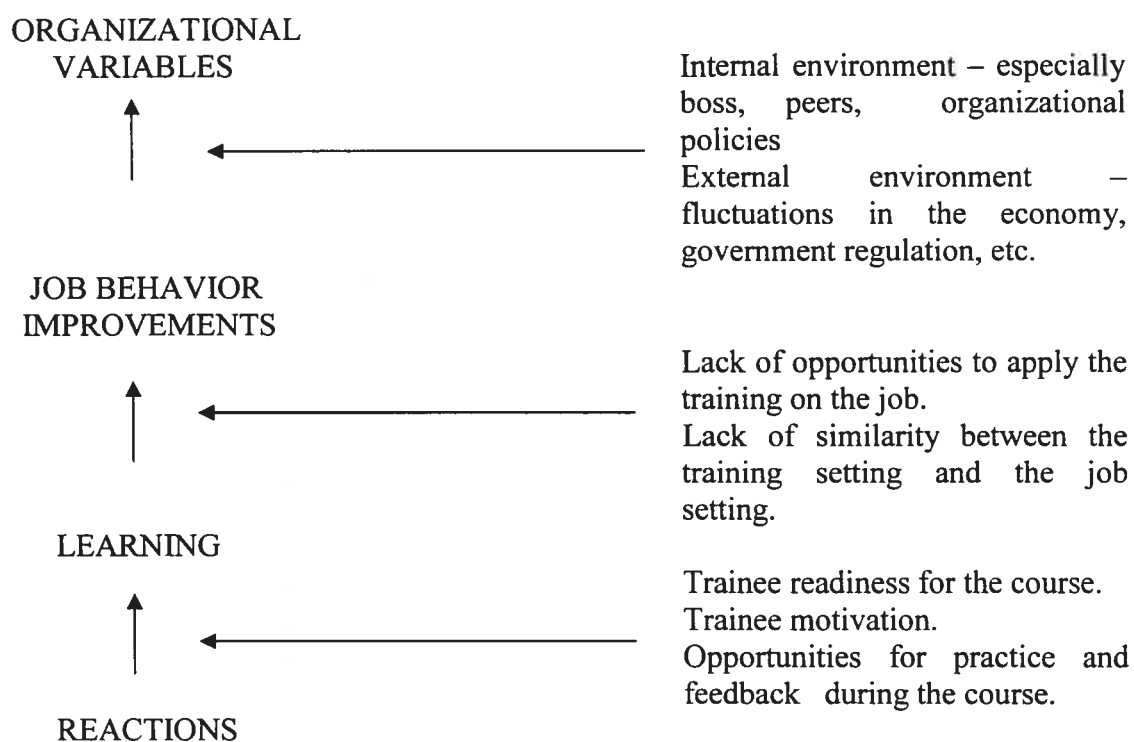 ORGANIZATIONAL
VARIABLES
Internal environment – especially
boss, peers, organizational
policies
External environment –
fluctuations in the economy,
government regulation, etc.
JOB BEHAVIOR
IMPROVEMENTS
Lack of opportunities to apply the
training on the job.
Lack of similarity between the
training setting and the job
setting.
LEARNING
Trainee readiness for the course.
Trainee motivation.
Opportunities for practice and
feedback during the course.
REACTIONS